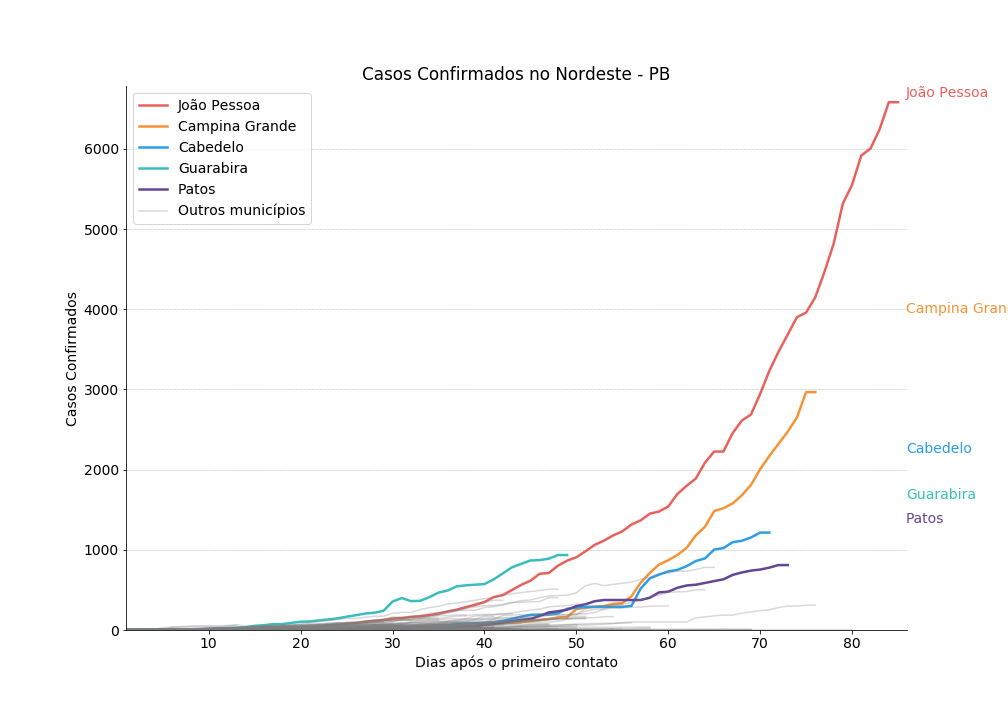 Casos Confirmados no Nordeste - PB
João Pessoa
Campina Grande
Cabedelo
Guarabira
Patos
Outros municípios
João Pessoa
Campina Gran
Cabedelo
Guarabira
Patos
Casos Confirmados
6000
5000
4000
3000
2000
1000
0
10
20
30
40
50
60
70
80
Dias após o primeiro contato